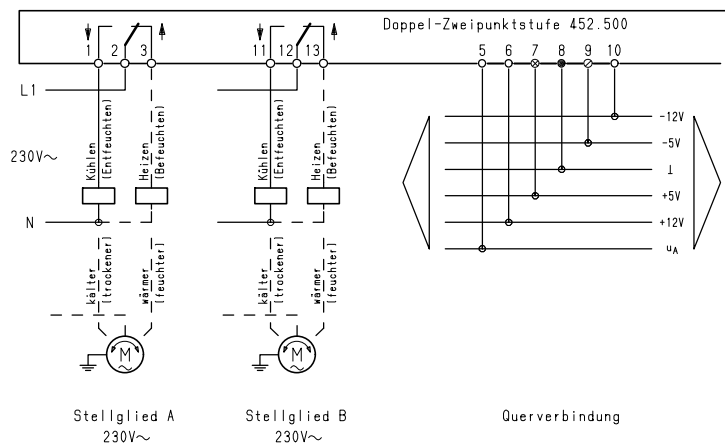 Doppel-Zweipunktstufe 452.500
1 2 3 11 12 13 5 6 7 8 9 10
L1
230V~
N
Kühlen
(Entfeuchten)
Heizen
(Befeuchten)
Kühlen
(Entfeuchten)
Heizen
(Befeuchten)
-12V
-5V
⊥
+5V
+12V
uA
kälter
(trockener)
wärmer
(feuchter)
kälter
(trockener)
wärmer
(feuchter)
M
~
M
~
Stellglied A
230V~
Stellglied B
230V~
Querverbindung